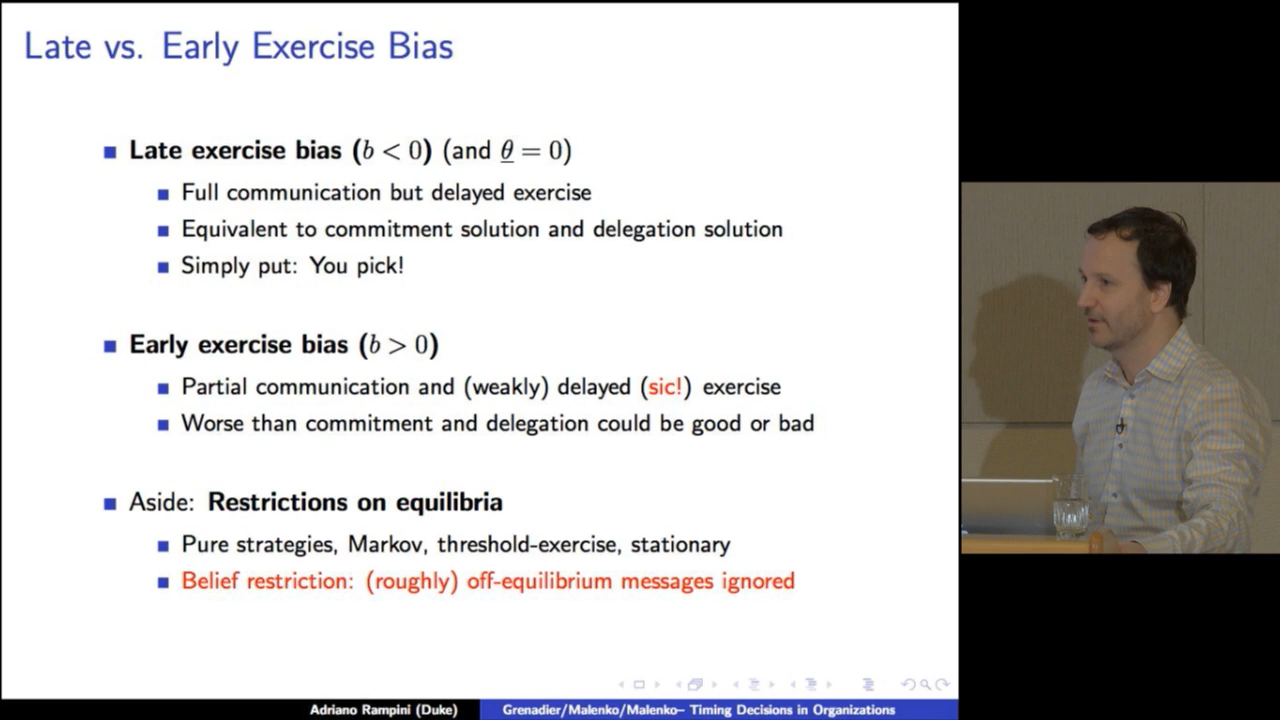 Late vs. Early Exercise Bias
Late exercise bias (b < 0) (and θ̲ = 0)
Full communication but delayed exercise
Equivalent to commitment solution and delegation solution
Simply put: You pick!
Early exercise bias (b > 0)
Partial communication and (weakly) delayed (sic!) exercise
Worse than commitment and delegation could be good or bad
Aside: Restrictions on equilibria
Pure strategies, Markov, threshold-exercise, stationary
Belief restriction: (roughly) off-equilibrium messages ignored
Adriano Rampini (Duke) Grenadier/Malenko/Malenko– Timing Decisions in Organizations